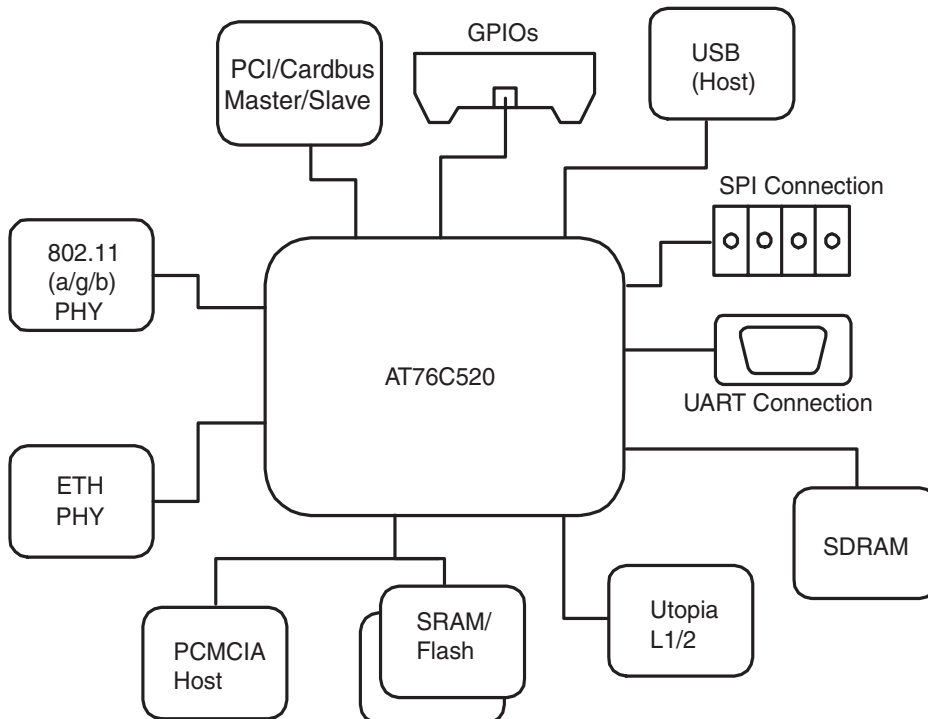 GPIOs
PCI/Cardbus
Master/Slave
USB
(Host)
SPI Connection
802.11
(a/g/b)
PHY
AT76C520
UART Connection
ETH
PHY
SDRAM
PCMCIA
Host
SRAM/
Flash
Utopia
L1/2